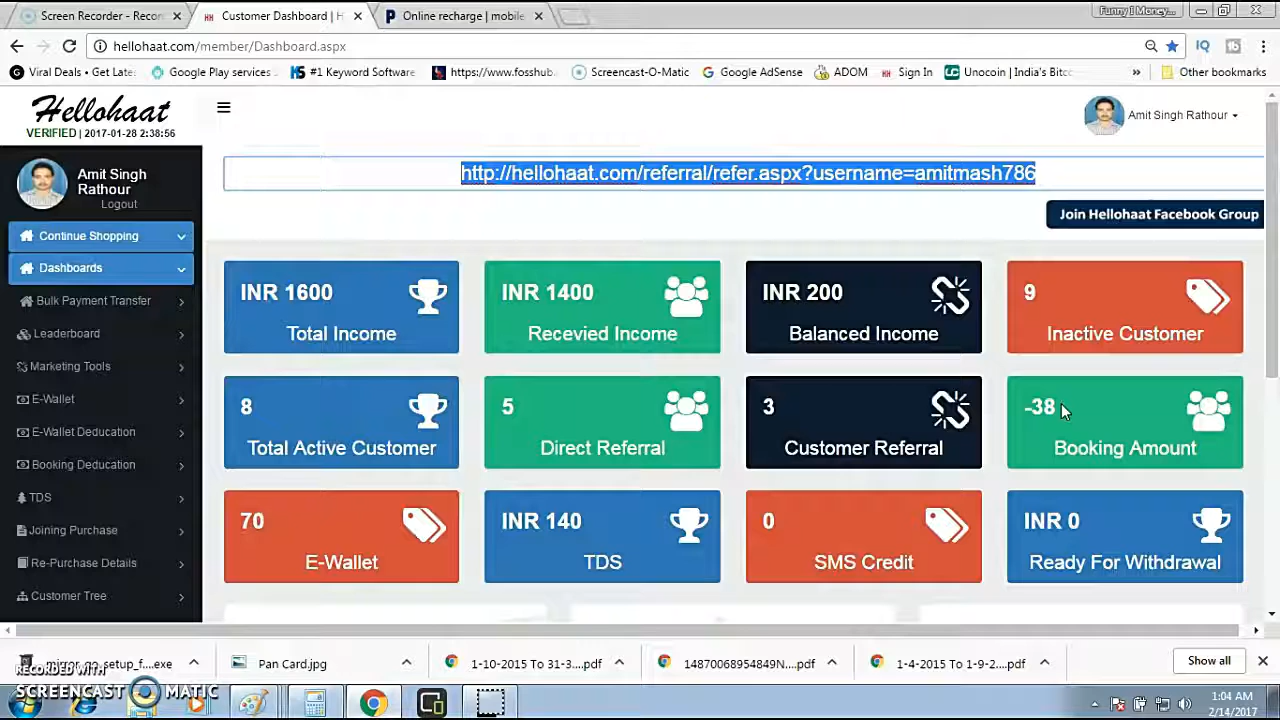 Screen Recorder - Recor
Customer Dashboard | H
Online recharge | mobile
Funny I Money...
hellohaat.com/member/Dashboard.aspx
Viral Deals • Get Late
Google Play services
#1 Keyword Software
https://www.fosshub
Screencast-O-Matic
Google AdSense
ADOM
Sign In
Unocoin | India's Bitc
Other bookmarks
Hellohaat
VERIFIED | 2017-01-28 2:38:56
Amit Singh Rathour
Amit Singh
Rathour
Logout
http://hellohaat.com/referral/refer.aspx?username=amitmash786
Join Hellohaat Facebook Group
Continue Shopping
Dashboards
Bulk Payment Transfer
Leaderboard
Marketing Tools
E-Wallet
E-Wallet Deducation
Booking Deducation
TDS
Joining Purchase
Re-Purchase Details
Customer Tree
INR 1600
Total Income
INR 1400
Recevied Income
INR 200
Balanced Income
9
Inactive Customer
8
Total Active Customer
5
Direct Referral
3
Customer Referral
-38
Booking Amount
70
E-Wallet
INR 140
TDS
0
SMS Credit
INR 0
Ready For Withdrawal
Pan Card.jpg
1-10-2015 To 31-3....pdf
14870068954849N....pdf
1-4-2015 To 1-9-2....pdf
Show all
RECORDED WITH
SCREENCAST MATIC
1:04 AM
2/14/2017